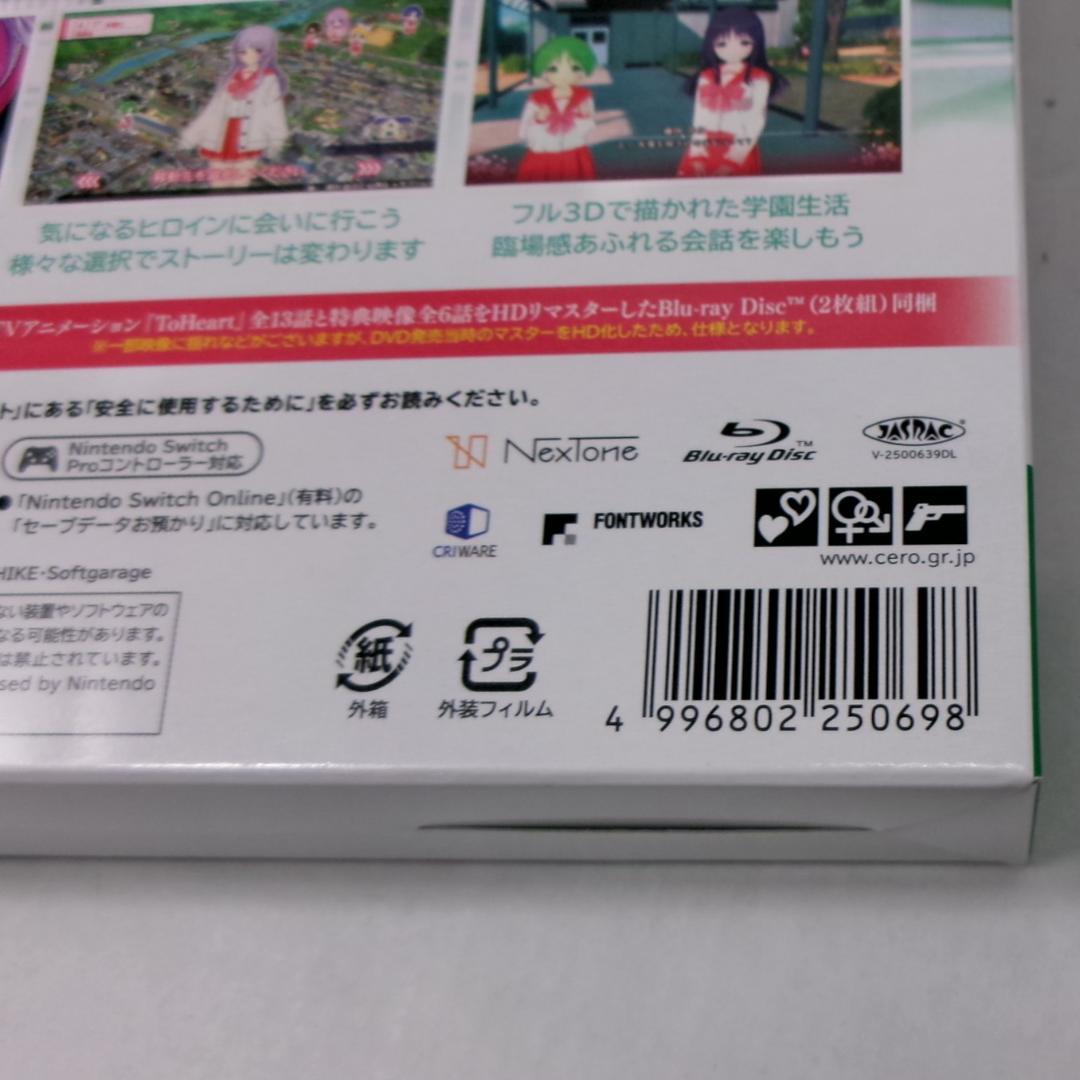 気になるヒロインに会いに行こう
様々な選択でストーリーは変わります
フル3Dで描かれた学園生活
臨場感あふれる会話を楽しもう
TVアニメーション『ToHeart』全13話と特典映像全6話をHDリマスターしたBlu-ray Disc™（2枚組）同梱
※一部映像に揺れなどがございますが、DVD発売当時のマスターをHD化したため、仕様となります。
ト」にある「安全に使用するために」を必ずお読みください。
Nintendo Switch
Proコントローラー対応
NexTone
Blu-ray Disc™
JASRAC®
V-2500639DL
●「Nintendo Switch Online」（有料）の
「セーブデータお預かり」に対応しています。
CRIWARE
FONTWORKS
www.cero.gr.jp
HIKE・Softgarage
ない装置やソフトウェアの
なる可能性があります。
は禁止されています。
sed by Nintendo
紙
外箱
プラ
外装フィルム
4 996802 250698